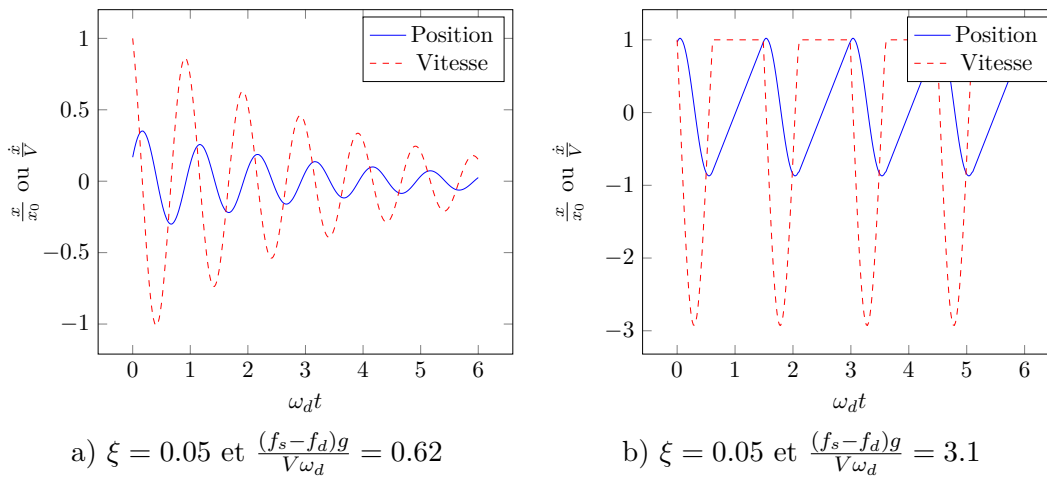 Position
Vitesse
1
0.5
0
−0.5
−1
x/x₀ ou ẋ/V
0 1 2 3 4 5 6
ω_d t
a) ξ = 0.05 et (f_s−f_d)g/Vω_d = 0.62
Position
Vitesse
1
0
−1
−2
−3
x/x₀ ou ẋ/V
0 1 2 3 4 5 6
ω_d t
b) ξ = 0.05 et (f_s−f_d)g/Vω_d = 3.1